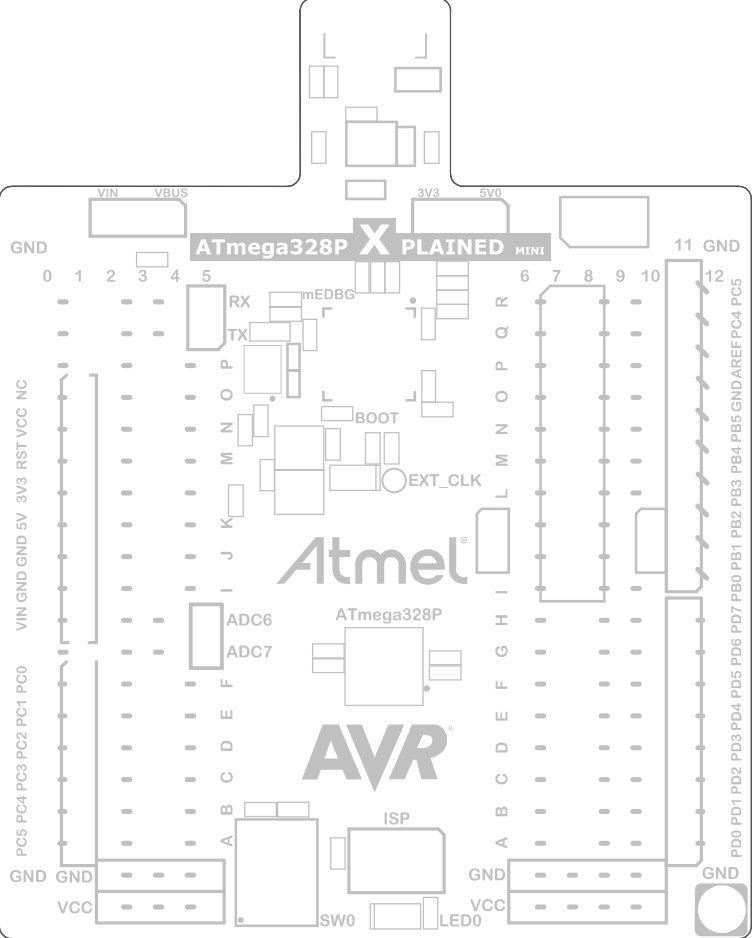 VIN VBUS 3V3 5V0
GND ATmega328P X PLAINED MINI 11 GND
0 1 2 3 4 5 6 7 8 9 10 12
mEDBG
RX
TX
R
Q
P P
O O
N N
M M
L
K
J
I I
H
G
F F
E E
D D
C C
B B
A A
BOOT
EXT_CLK
Atmel®
ADC6
ADC7
ATmega328P
AVR®
ISP
SW0
LED0
NC
VCC
RST
3V3
5V
GND
GND
VIN
PC0
PC1
PC2
PC3
PC4
PC5
PC5
PC4
AREF
GND
PB5
PB4
PB3
PB2
PB1
PB0
PD7
PD6
PD5
PD4
PD3
PD2
PD1
PD0
GND GND GND GND
VCC VCC